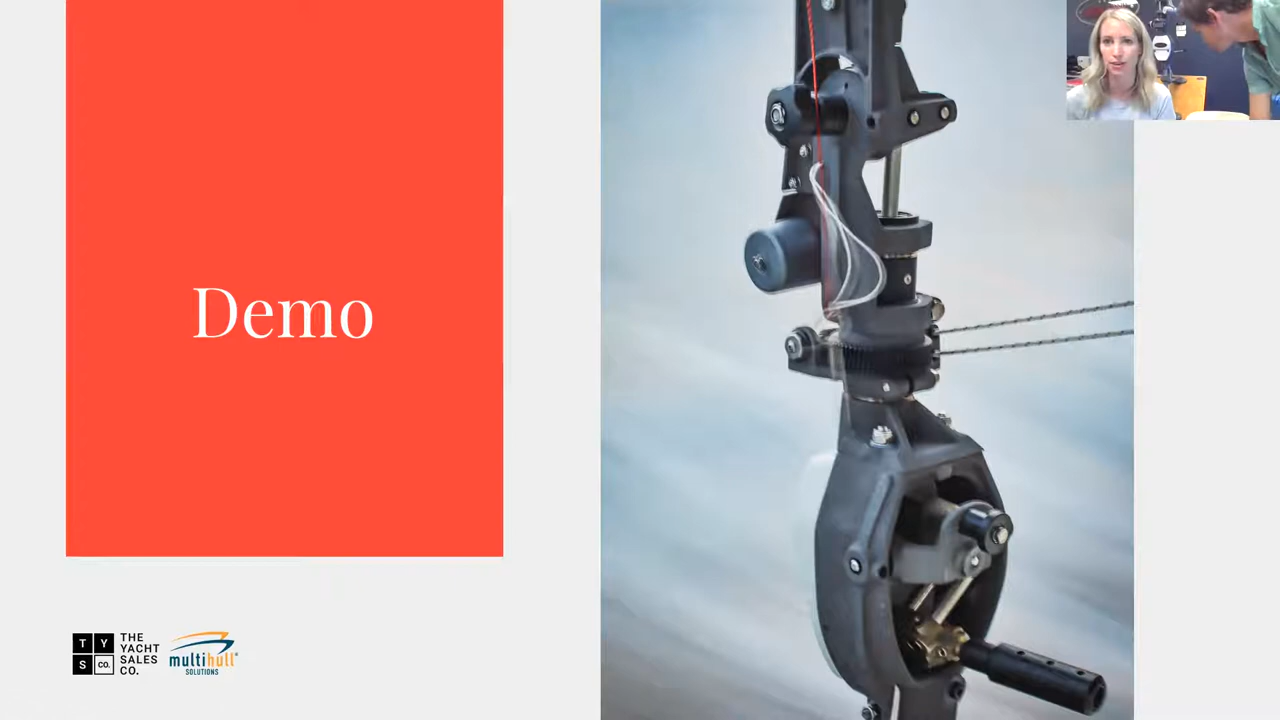 Demo
T Y
S CO.
THE
YACHT
SALES
CO.
multihull
SOLUTIONS